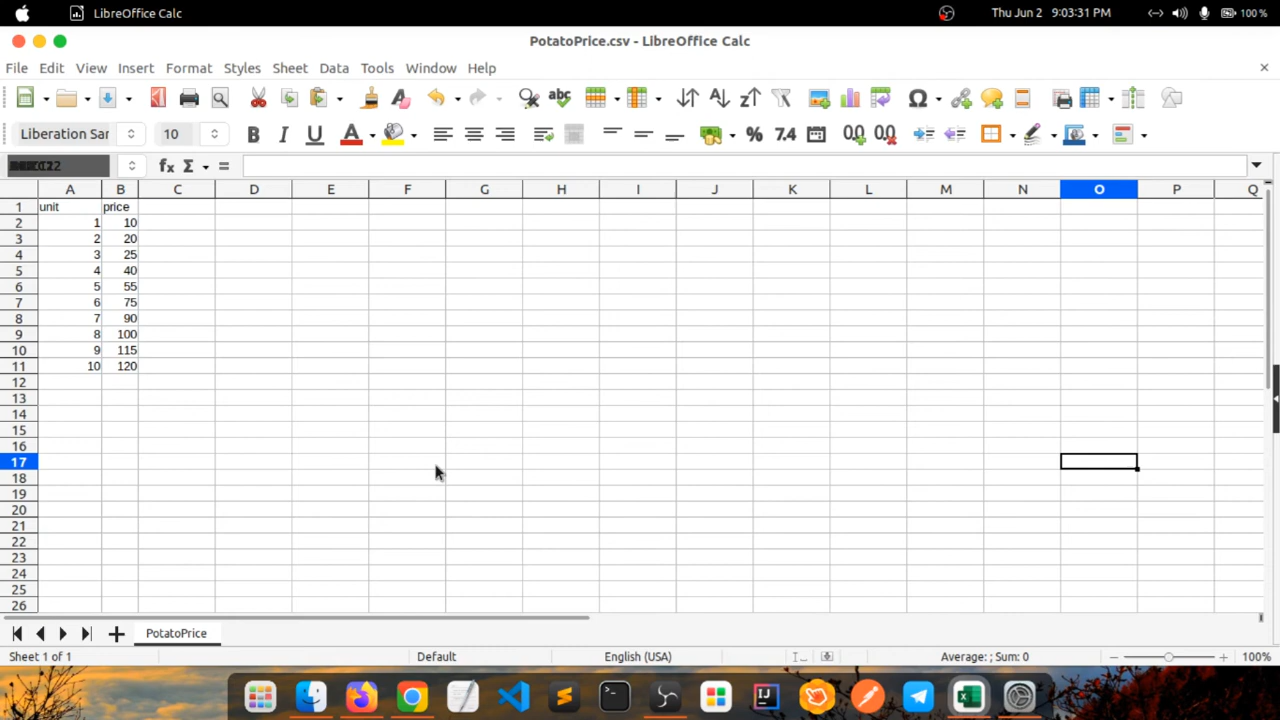 LibreOffice Calc Thu Jun 2 9:03:31 PM 100 %
PotatoPrice.csv - LibreOffice Calc
File Edit View Insert Format Styles Sheet Data Tools Window Help
Liberation Sar 10
A B C D E F G H I J K L M N O P Q
1 unit price
2 1 10
3 2 20
4 3 25
5 4 40
6 5 55
7 6 75
8 7 90
9 8 100
10 9 115
11 10 120
12
13
14
15
16
17
18
19
20
21
22
23
24
25
26
PotatoPrice
Sheet 1 of 1 Default English (USA) Average: ; Sum: 0 100%